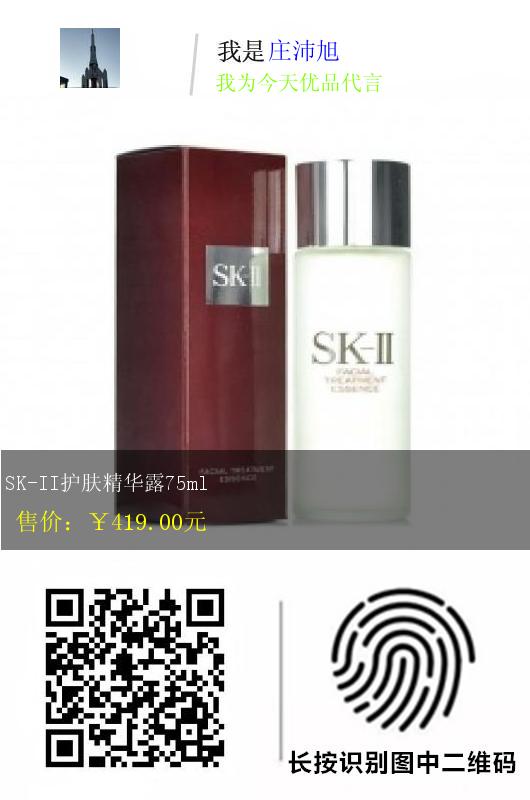 我是庄沛旭
我为今天优品代言
SK-II
SK-II
FACIAL
TREATMENT
ESSENCE
FACIAL TREATMENT
ESSENCE
SK-II护肤精华露75ml
售价：￥419.00元
长按识别图中二维码